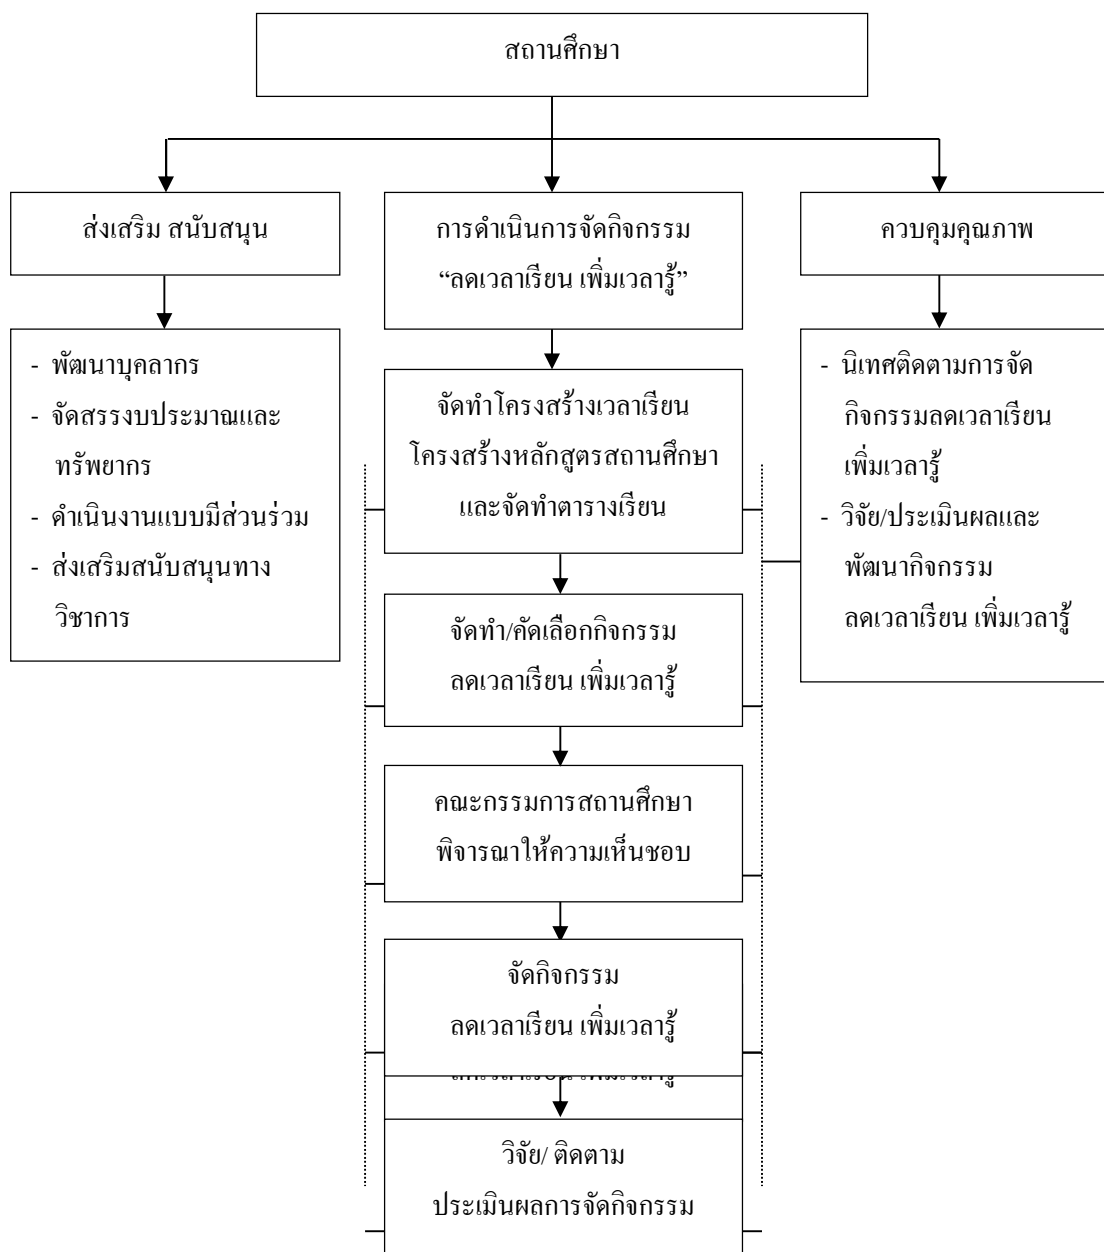 สถานศึกษา
ส่งเสริม สนับสนุน
การดำเนินการจัดกิจกรรม
“ลดเวลาเรียน เพิ่มเวลารู้”
ควบคุมคุณภาพ
- พัฒนาบุคลากร
- จัดสรรงบประมาณและ
ทรัพยากร
- ดำเนินงานแบบมีส่วนร่วม
- ส่งเสริมสนับสนุนทาง
วิชาการ
จัดทำโครงสร้างเวลาเรียน
โครงสร้างหลักสูตรสถานศึกษา
และจัดทำตารางเรียน
จัดทำ/คัดเลือกกิจกรรม
ลดเวลาเรียน เพิ่มเวลารู้
คณะกรรมการสถานศึกษา
พิจารณาให้ความเห็นชอบ
จัดกิจกรรม
ลดเวลาเรียน เพิ่มเวลารู้
วิจัย/ ติดตาม
ประเมินผลการจัดกิจกรรม
- นิเทศติดตามการจัด
กิจกรรมลดเวลาเรียน
เพิ่มเวลารู้
- วิจัย/ประเมินผลและ
พัฒนากิจกรรม
ลดเวลาเรียน เพิ่มเวลารู้